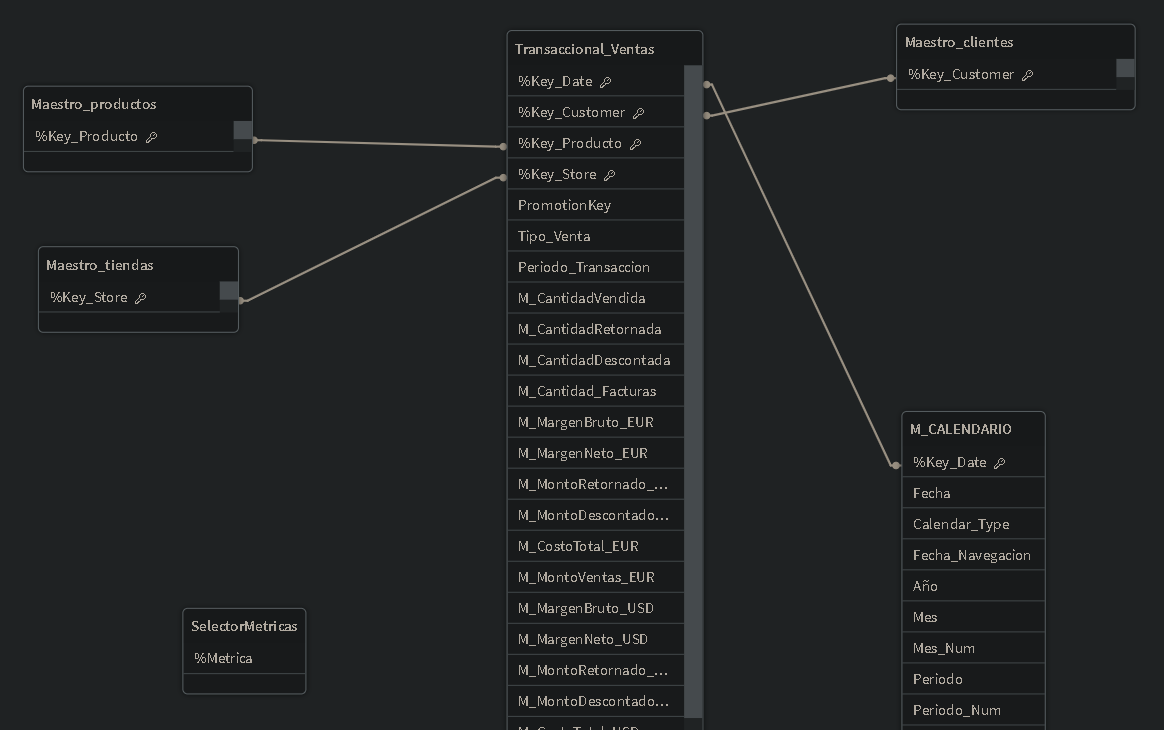 Maestro_productos
%Key_Producto
Maestro_tiendas
%Key_Store
SelectorMetricas
%Metrica
Transaccional_Ventas
%Key_Date
%Key_Customer
%Key_Producto
%Key_Store
PromotionKey
Tipo_Venta
Periodo_Transaccion
M_CantidadVendida
M_CantidadRetornada
M_CantidadDescontada
M_Cantidad_Facturas
M_MargenBruto_EUR
M_MargenNeto_EUR
M_MontoRetornado_...
M_MontoDescontado...
M_CostoTotal_EUR
M_MontoVentas_EUR
M_MargenBruto_USD
M_MargenNeto_USD
M_MontoRetornado_...
M_MontoDescontado...
Maestro_clientes
%Key_Customer
M_CALENDARIO
%Key_Date
Fecha
Calendar_Type
Fecha_Navegacion
Año
Mes
Mes_Num
Periodo
Periodo_Num